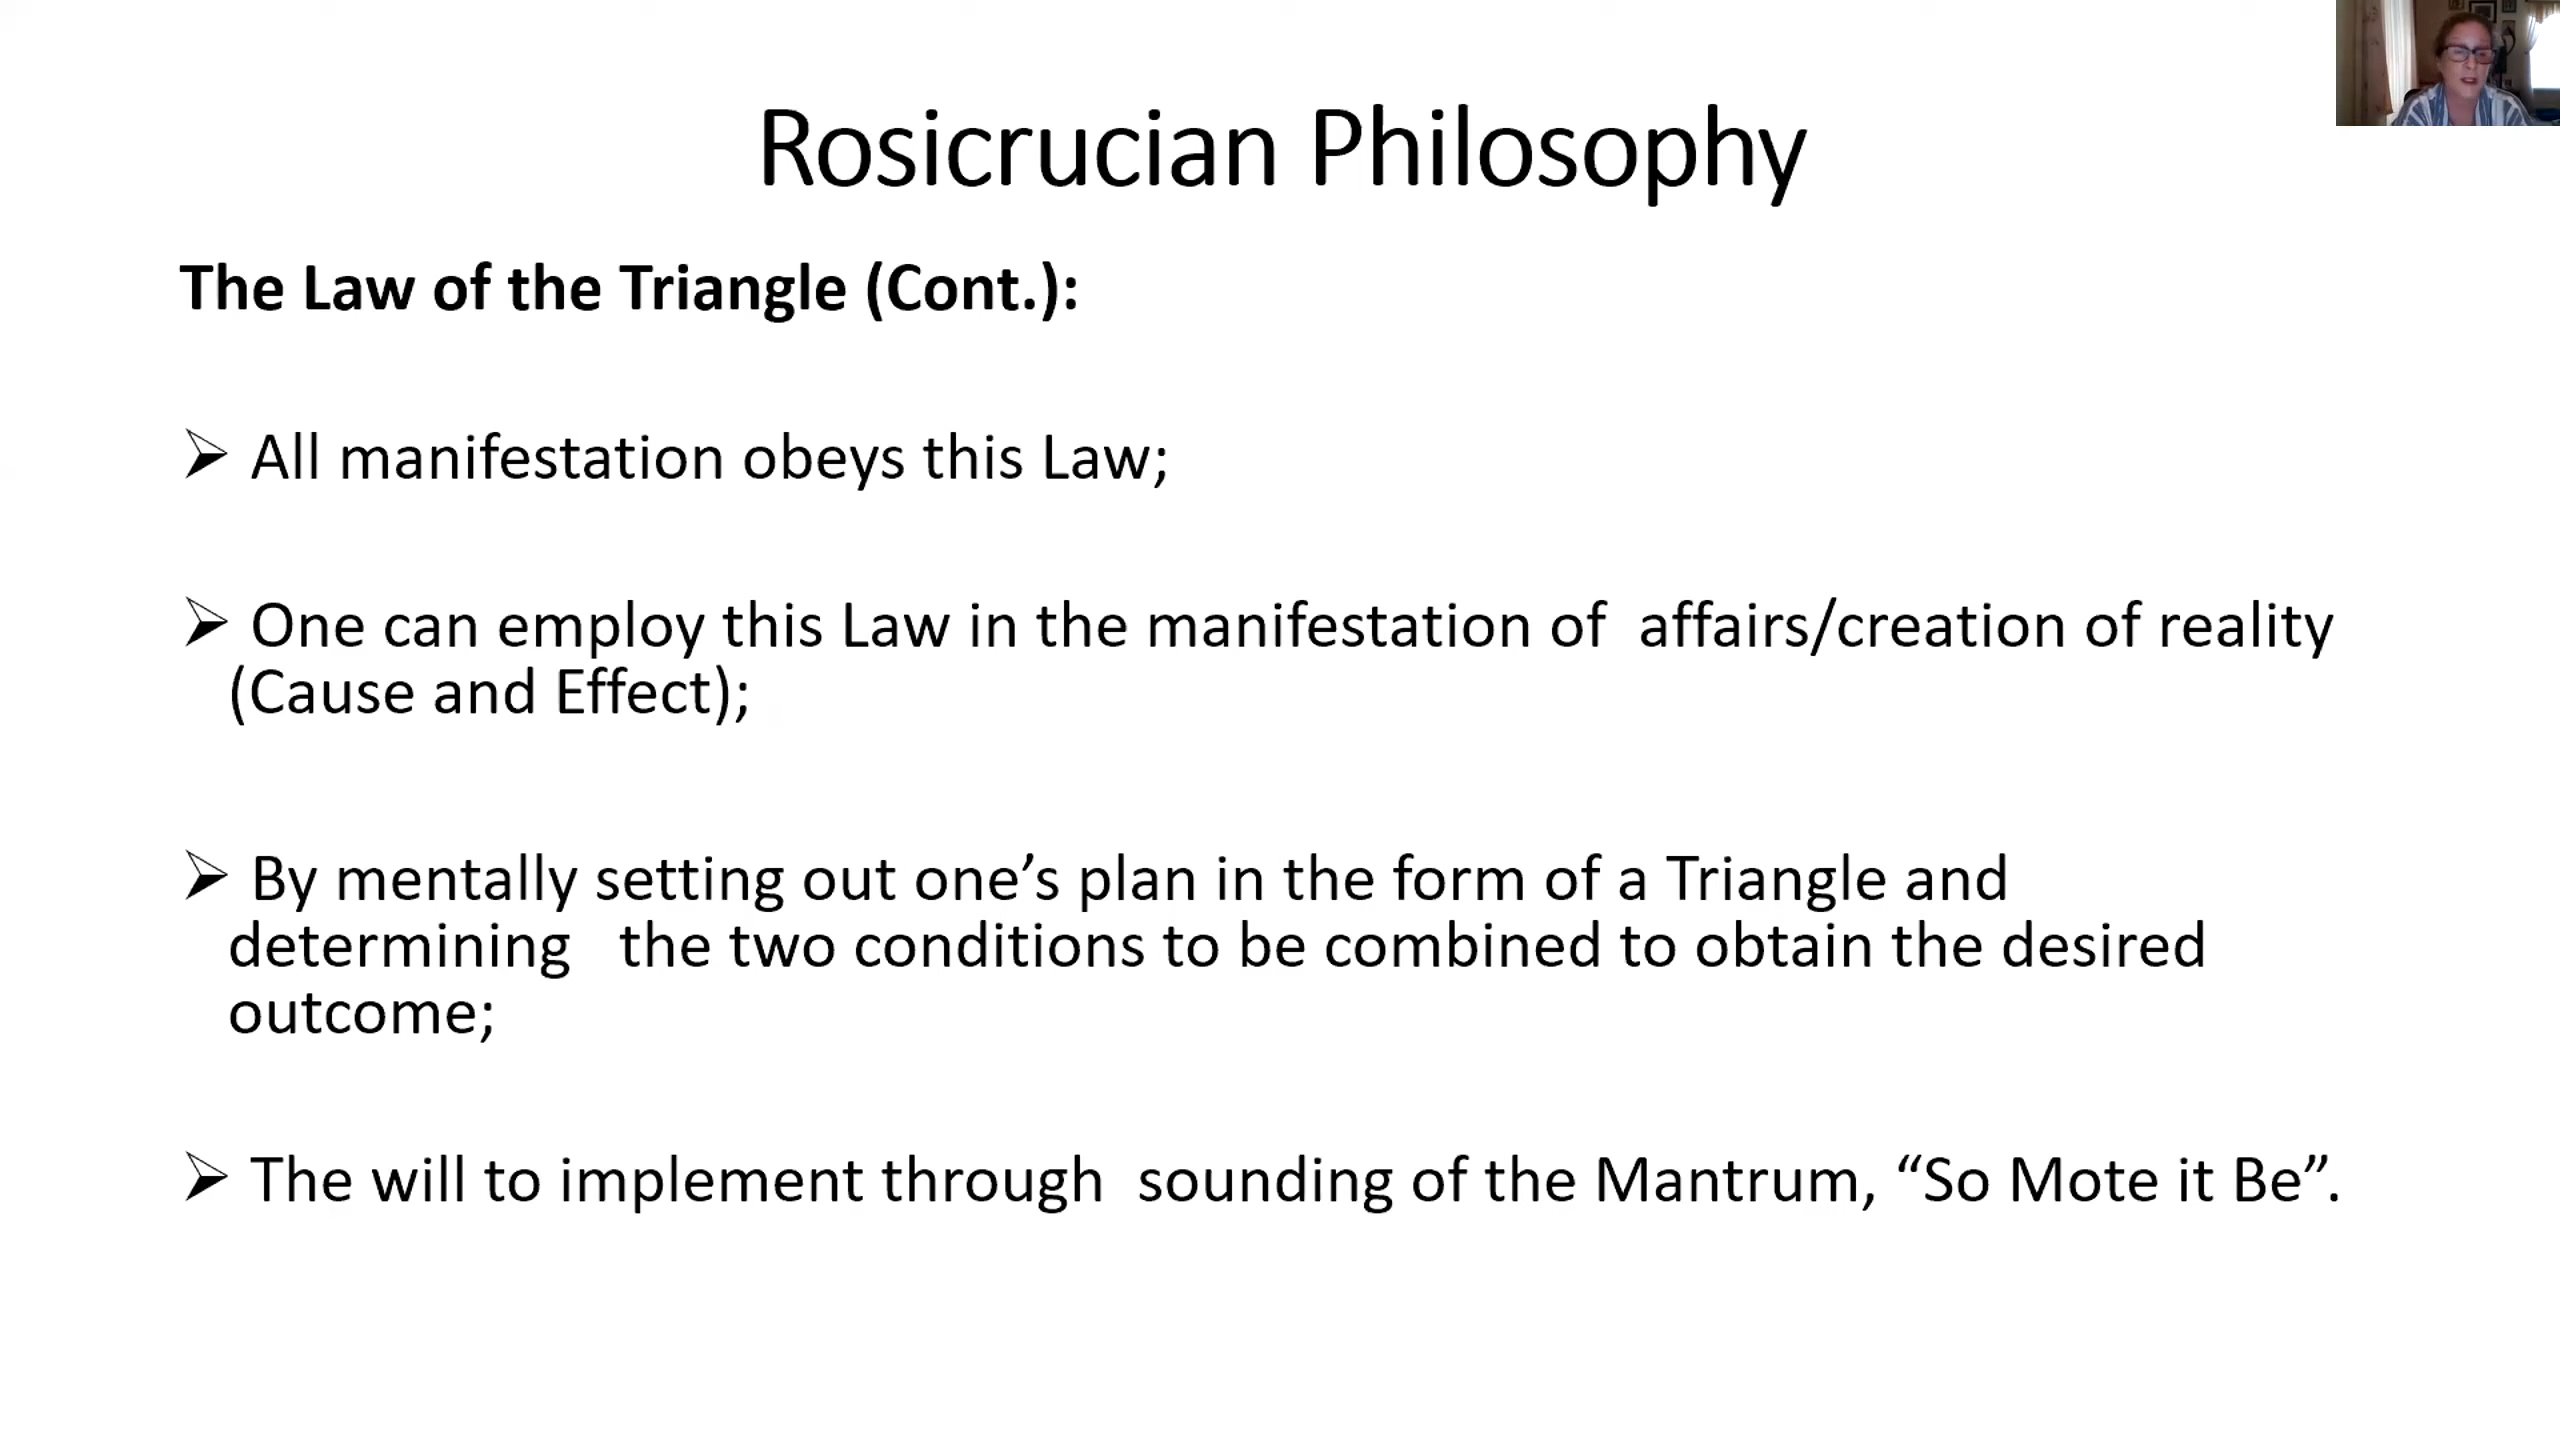 Rosicrucian Philosophy
The Law of the Triangle (Cont.):
➢ All manifestation obeys this Law;
➢ One can employ this Law in the manifestation of  affairs/creation of reality
(Cause and Effect);
➢ By mentally setting out one’s plan in the form of a Triangle and
determining   the two conditions to be combined to obtain the desired
outcome;
➢ The will to implement through  sounding of the Mantrum, “So Mote it Be”.